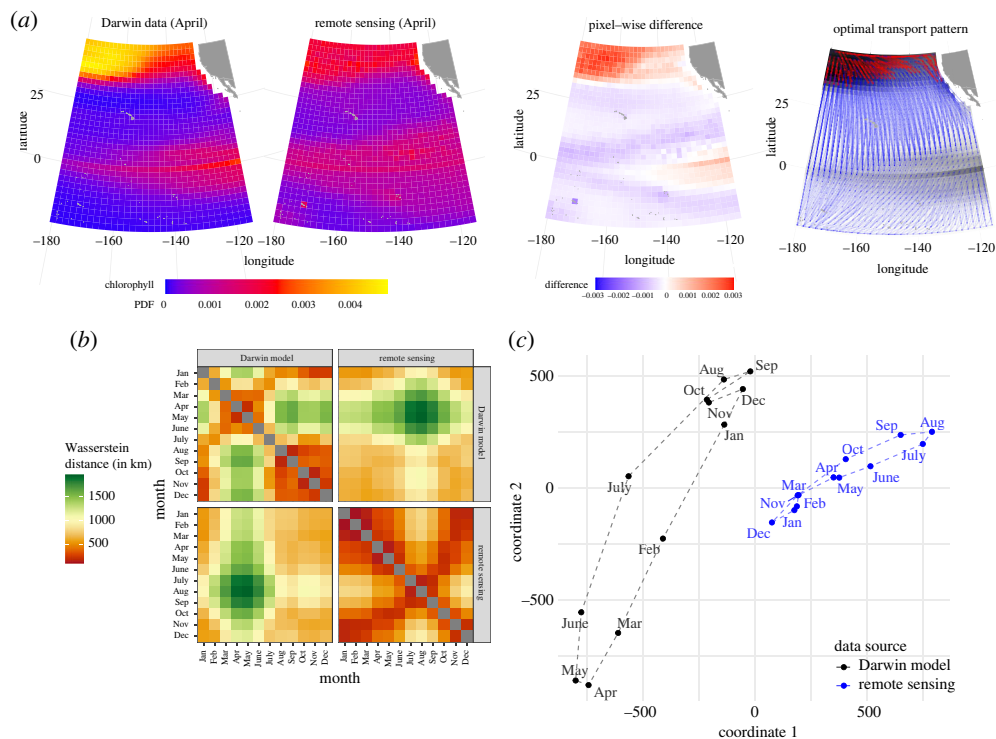 (a)
Darwin data (April)
remote sensing (April)
pixel–wise difference
optimal transport pattern
latitude
25
0
−180
−160
−140
−120
−180
−160
−140
−120
longitude
chlorophyll
PDF
0
0.001
0.002
0.003
0.004
latitude
25
0
−180
−160
−140
−120
longitude
difference
−0.003
−0.002
−0.001
0
0.001
0.002
0.003
latitude
25
0
−180
−160
−140
−120
longitude
(b)
Darwin model
remote sensing
Jan
Feb
Mar
Apr
May
June
July
Aug
Sep
Oct
Nov
Dec
Darwin model
Jan
Feb
Mar
Apr
May
June
July
Aug
Sep
Oct
Nov
Dec
remote sensing
month
Wasserstein
distance (in km)
1500
1000
500
Jan
Feb
Mar
Apr
May
June
July
Aug
Sep
Oct
Nov
Dec
Jan
Feb
Mar
Apr
May
June
July
Aug
Sep
Oct
Nov
Dec
month
(c)
500
0
−500
coordinate 2
Aug
Sep
Oct
Dec
Nov
Jan
July
Feb
June
Mar
May
Apr
Sep
Aug
Oct
July
Apr
June
May
Mar
Nov
Feb
Jan
Dec
data source
Darwin model
remote sensing
−500
0
500
coordinate 1